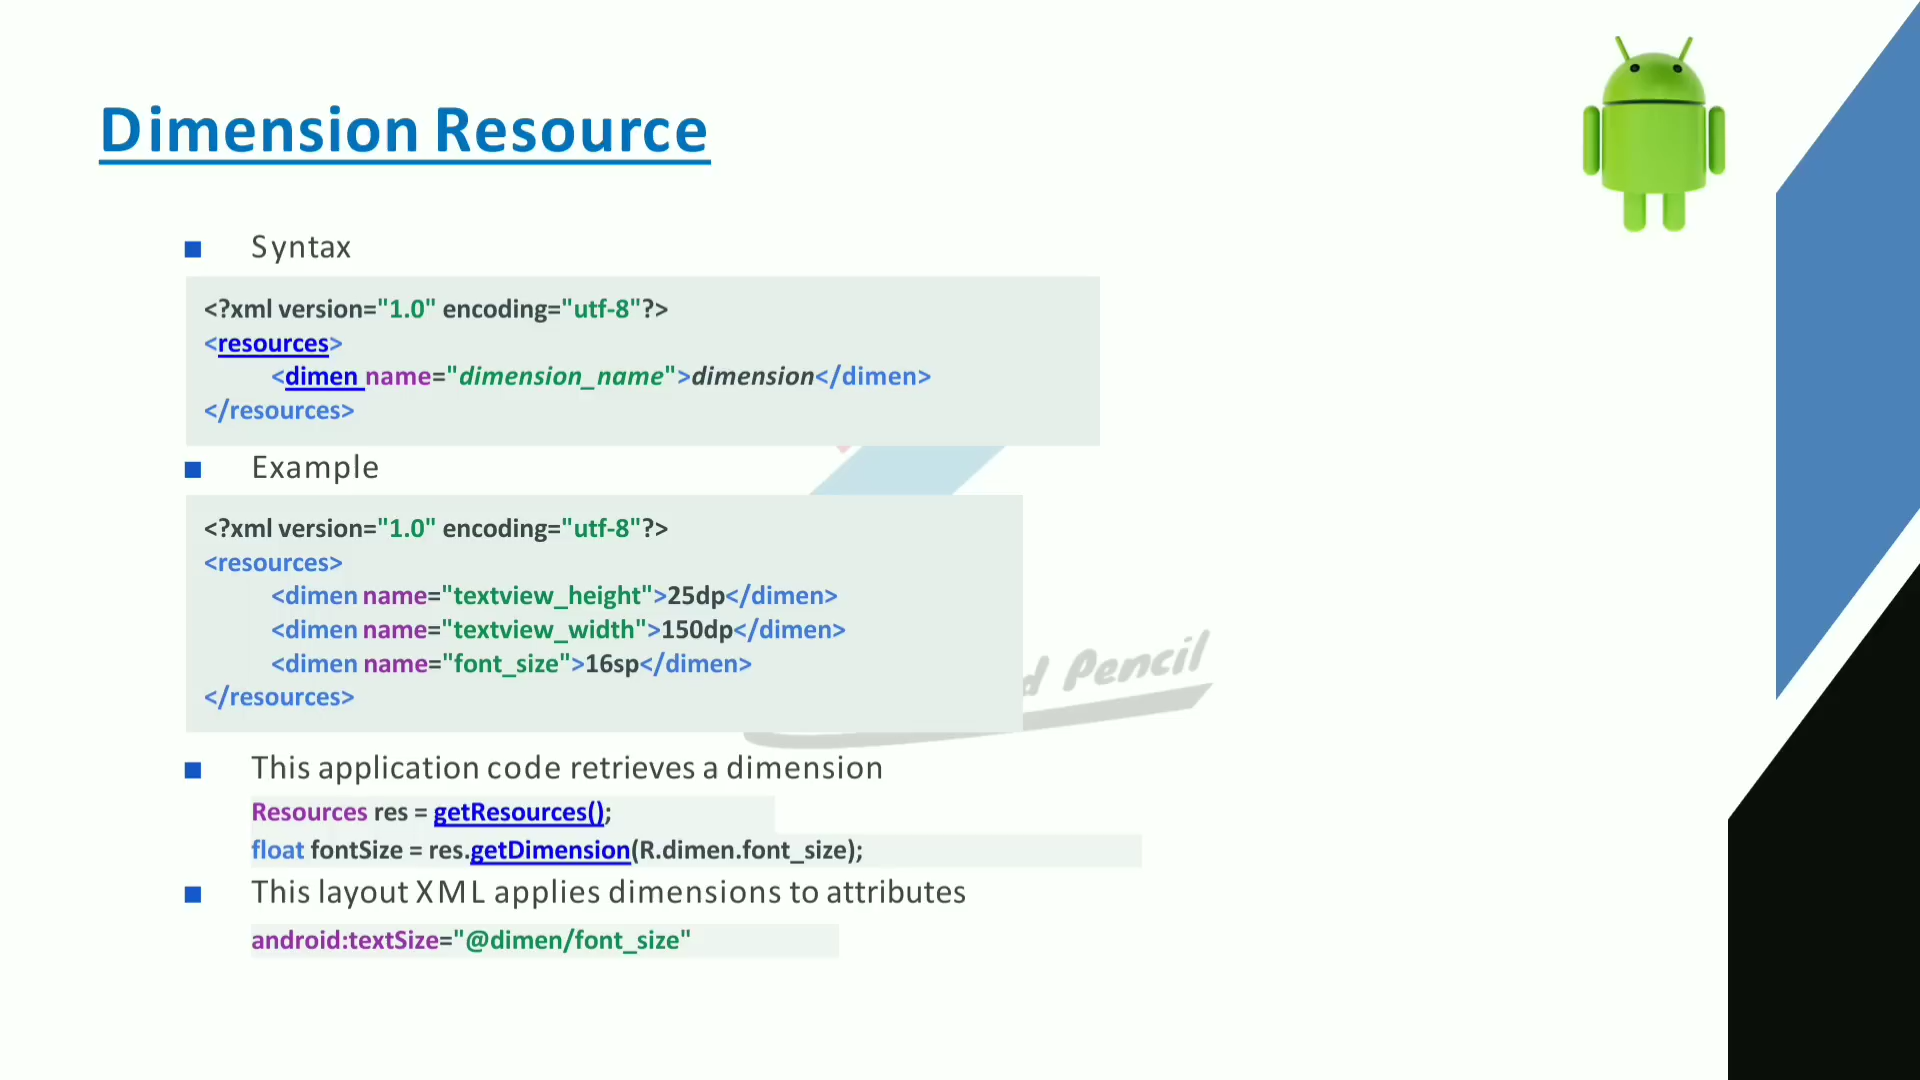 Dimension Resource
Syntax
<?xml version="1.0" encoding="utf-8"?>
<resources>
<dimen name="dimension_name">dimension</dimen>
</resources>
Example
<?xml version="1.0" encoding="utf-8"?>
<resources>
<dimen name="textview_height">25dp</dimen>
<dimen name="textview_width">150dp</dimen>
<dimen name="font_size">16sp</dimen>
</resources>
Pencil
This application code retrieves a dimension
Resources res = getResources();
float fontSize = res.getDimension(R.dimen.font_size);
This layout XML applies dimensions to attributes
android:textSize="@dimen/font_size"